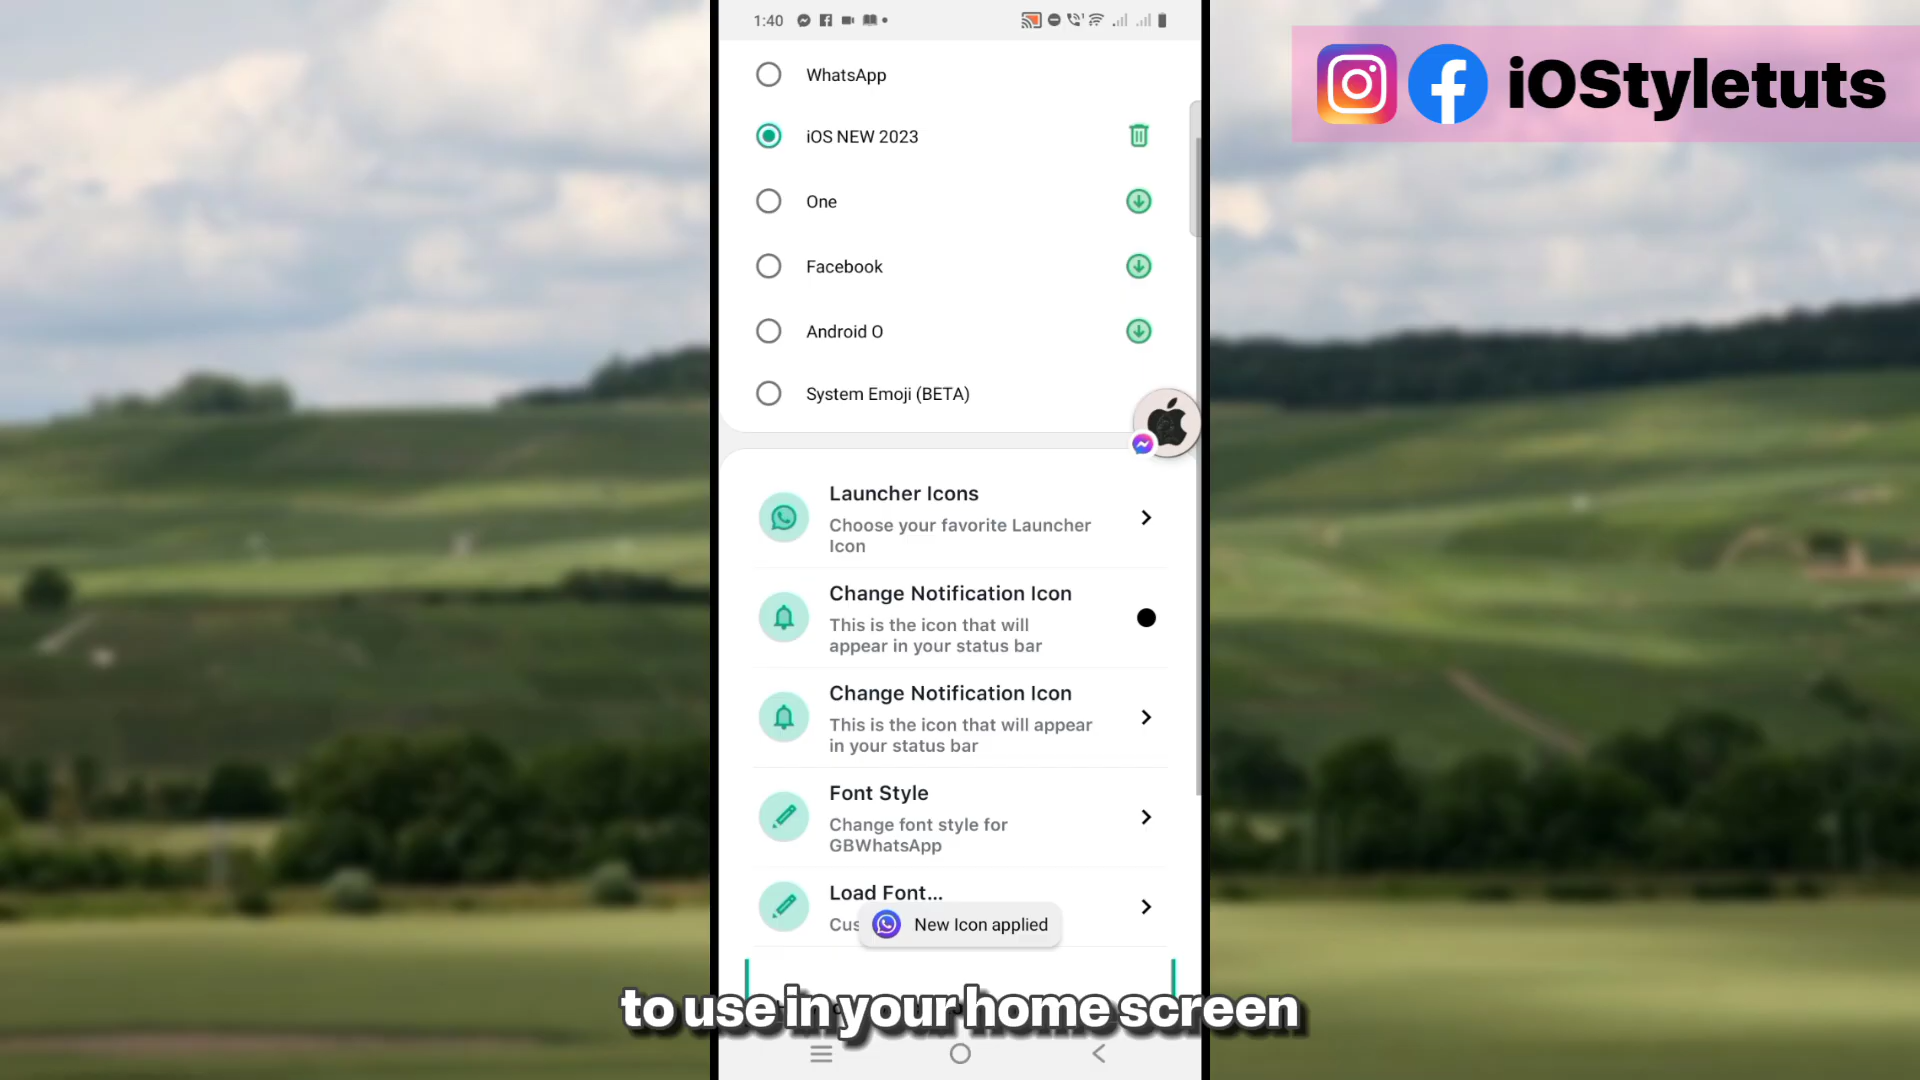 1:40
iOStyletuts
WhatsApp
iOS NEW 2023
One
Facebook
Android O
System Emoji (BETA)
Launcher Icons
Choose your favorite Launcher
Icon
Change Notification Icon
This is the icon that will
appear in your status bar
Change Notification Icon
This is the icon that will appear
in your status bar
Font Style
Change font style for
GBWhatsApp
Load Font...
Cus
New Icon applied
to use in your home screen